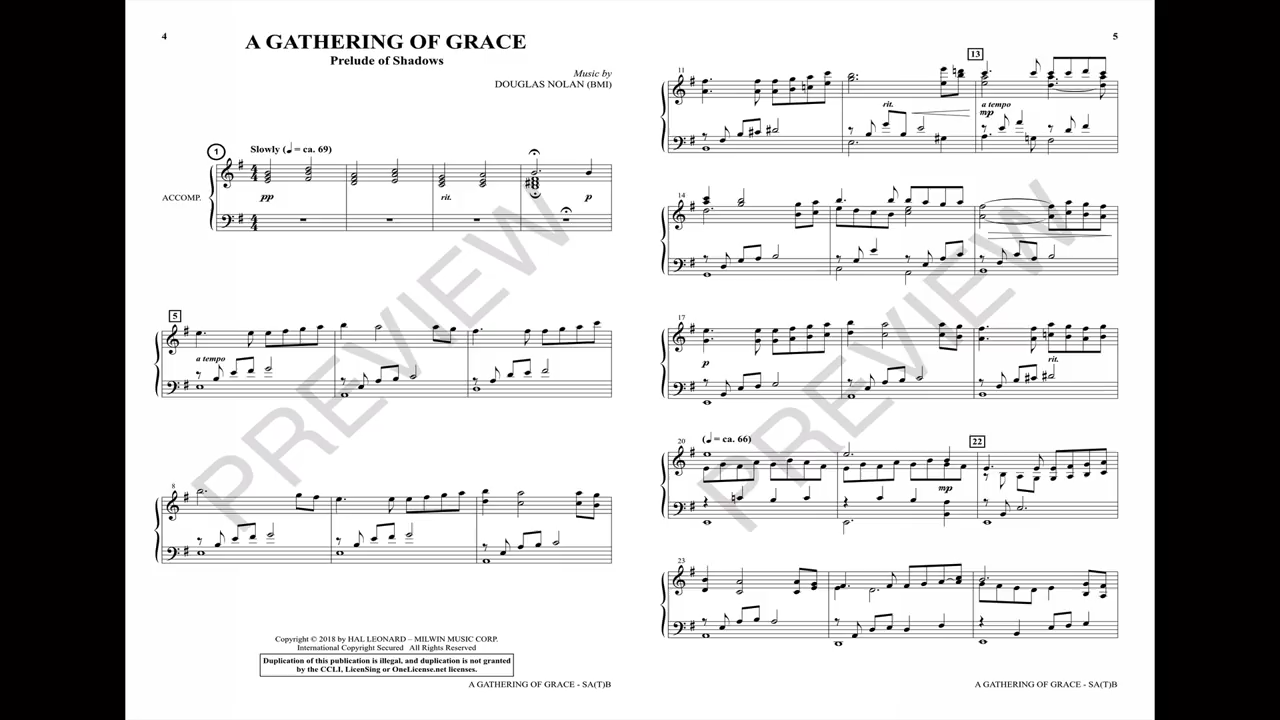 4
A GATHERING OF GRACE
Prelude of Shadows
Music by
DOUGLAS NOLAN (BMI)
1
Slowly (♩ = ca. 69)
ACCOMP.
pp
rit.
p
5
a tempo
8
Copyright © 2018 by HAL LEONARD – MILWIN MUSIC CORP.
International Copyright Secured All Rights Reserved
Duplication of this publication is illegal, and duplication is not granted
by the CCLI, LicenSing or OneLicense.net licenses.
A GATHERING OF GRACE - SA(T)B
PREVIEW
5
11
13
rit.
a tempo
mp
14
17
p
rit.
20
(♩ = ca. 66)
22
mp
23
A GATHERING OF GRACE - SA(T)B
PREVIEW